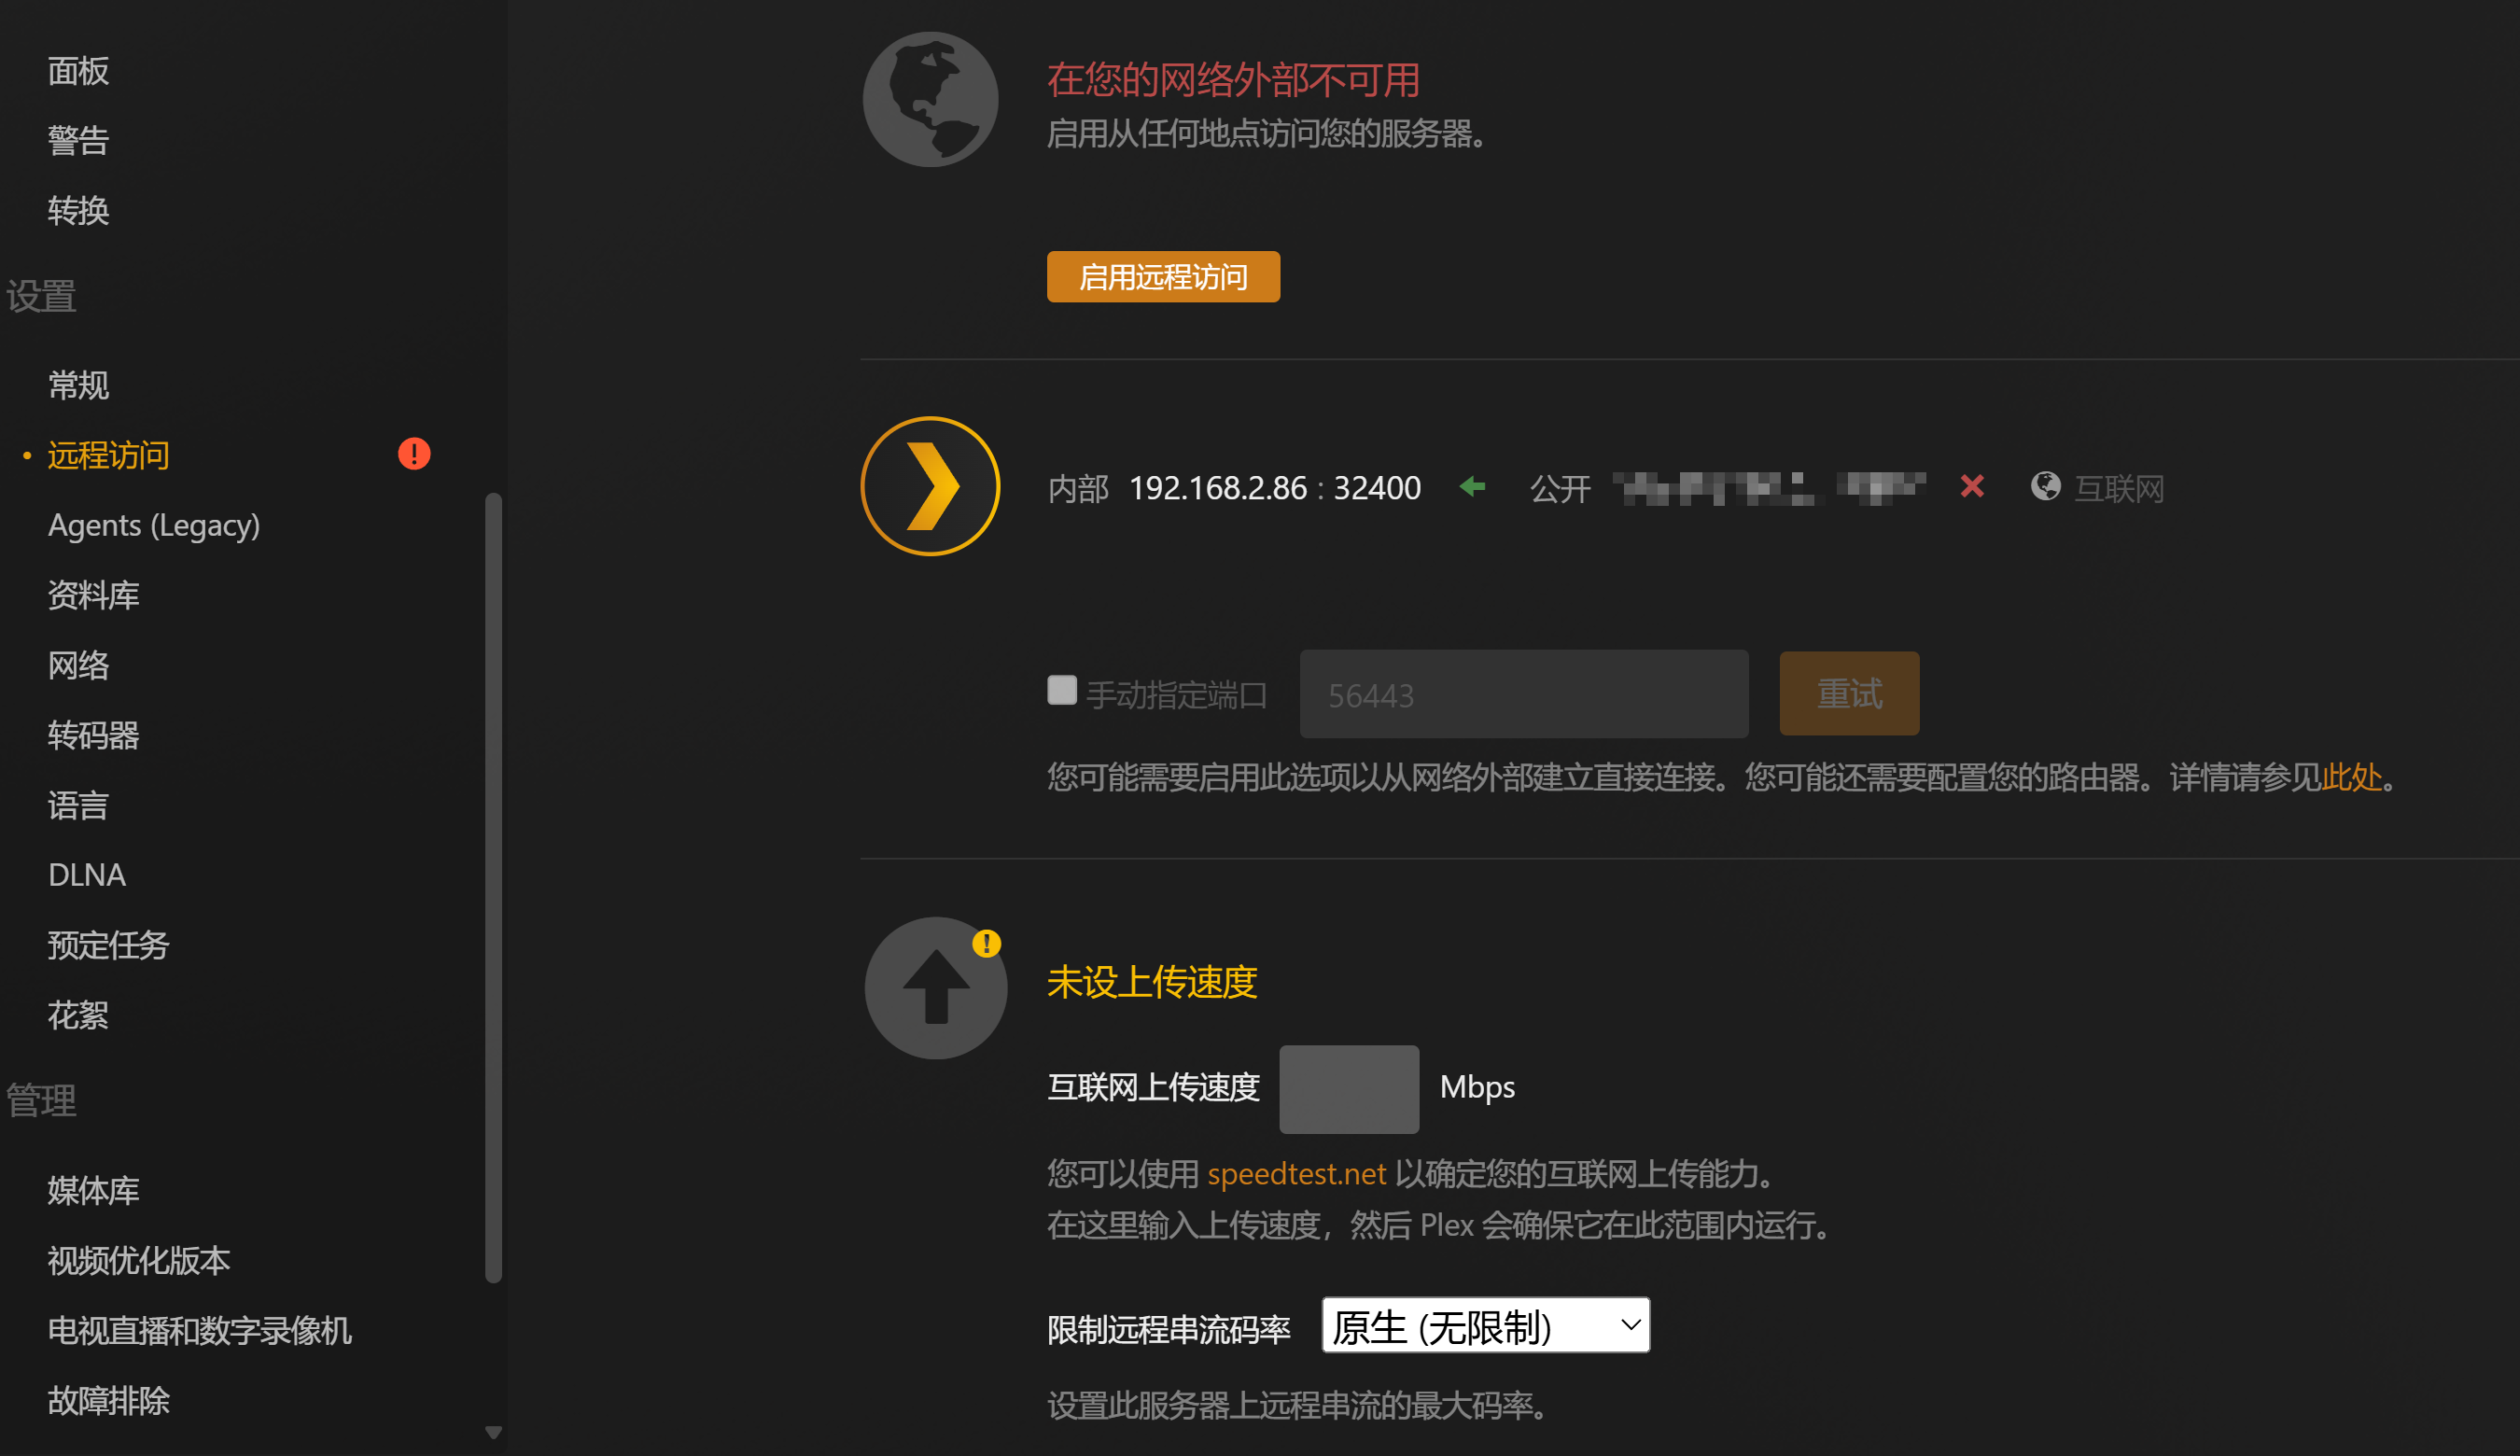 面板
警告
转换
设置
常规
远程访问
Agents (Legacy)
资料库
网络
转码器
语言
DLNA
预定任务
花絮
管理
媒体库
视频优化版本
电视直播和数字录像机
故障排除
在您的网络外部不可用
启用从任何地点访问您的服务器。
启用远程访问
内部 192.168.2.86 : 32400 公开 互联网
手动指定端口 56443 重试
您可能需要启用此选项以从网络外部建立直接连接。您可能还需要配置您的路由器。详情请参见此处。
未设上传速度
互联网上传速度 Mbps
您可以使用 speedtest.net 以确定您的互联网上传能力。
在这里输入上传速度，然后 Plex 会确保它在此范围内运行。
限制远程串流码率 原生 (无限制)
设置此服务器上远程串流的最大码率。